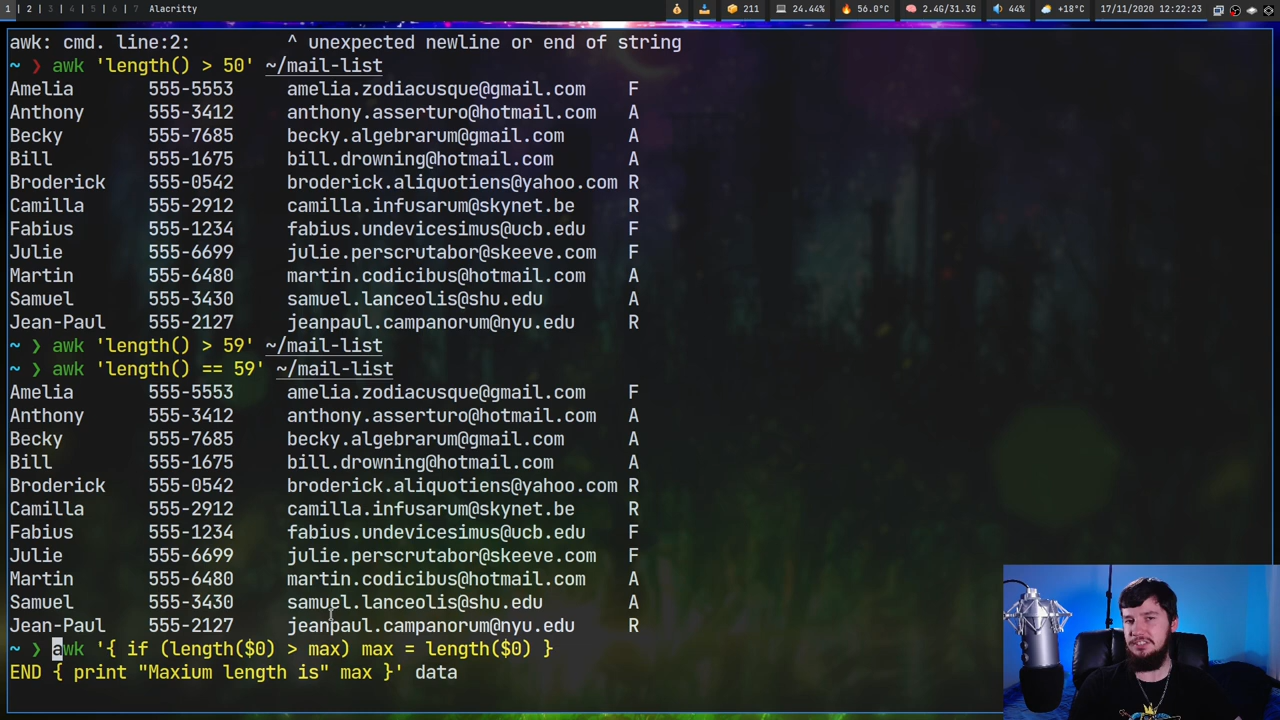 1 | 2 | 3 | 4 | 5 | 6 | 7 Alacritty 211 24.44% 56.0°C 2.4G/31.3G 44% +18°C 17/11/2020 12:22:23
awk: cmd. line:2:         ^ unexpected newline or end of string
~ ❯ awk 'length() > 50' ~/mail-list
Amelia       555-5553     amelia.zodiacusque@gmail.com    F
Anthony      555-3412     anthony.asserturo@hotmail.com   A
Becky        555-7685     becky.algebrarum@gmail.com      A
Bill         555-1675     bill.drowning@hotmail.com       A
Broderick    555-0542     broderick.aliquotiens@yahoo.com R
Camilla      555-2912     camilla.infusarum@skynet.be     R
Fabius       555-1234     fabius.undevicesimus@ucb.edu    F
Julie        555-6699     julie.perscrutabor@skeeve.com   F
Martin       555-6480     martin.codicibus@hotmail.com    A
Samuel       555-3430     samuel.lanceolis@shu.edu        A
Jean-Paul    555-2127     jeanpaul.campanorum@nyu.edu     R
~ ❯ awk 'length() > 59' ~/mail-list
~ ❯ awk 'length() == 59' ~/mail-list
Amelia       555-5553     amelia.zodiacusque@gmail.com    F
Anthony      555-3412     anthony.asserturo@hotmail.com   A
Becky        555-7685     becky.algebrarum@gmail.com      A
Bill         555-1675     bill.drowning@hotmail.com       A
Broderick    555-0542     broderick.aliquotiens@yahoo.com R
Camilla      555-2912     camilla.infusarum@skynet.be     R
Fabius       555-1234     fabius.undevicesimus@ucb.edu    F
Julie        555-6699     julie.perscrutabor@skeeve.com   F
Martin       555-6480     martin.codicibus@hotmail.com    A
Samuel       555-3430     samuel.lanceolis@shu.edu        A
Jean-Paul    555-2127     jeanpaul.campanorum@nyu.edu     R
~ ❯ awk '{ if (length($0) > max) max = length($0) }
END { print "Maxium length is" max }' data